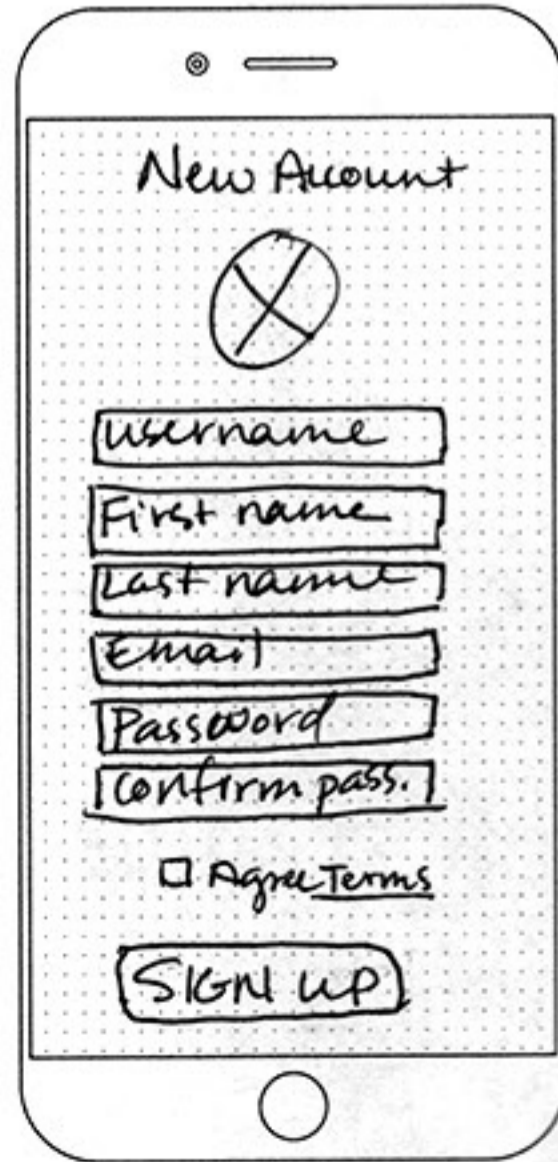 New Account
username
First name
Last name
Email
Password
Confirm pass.
Agree Terms
SIGN UP